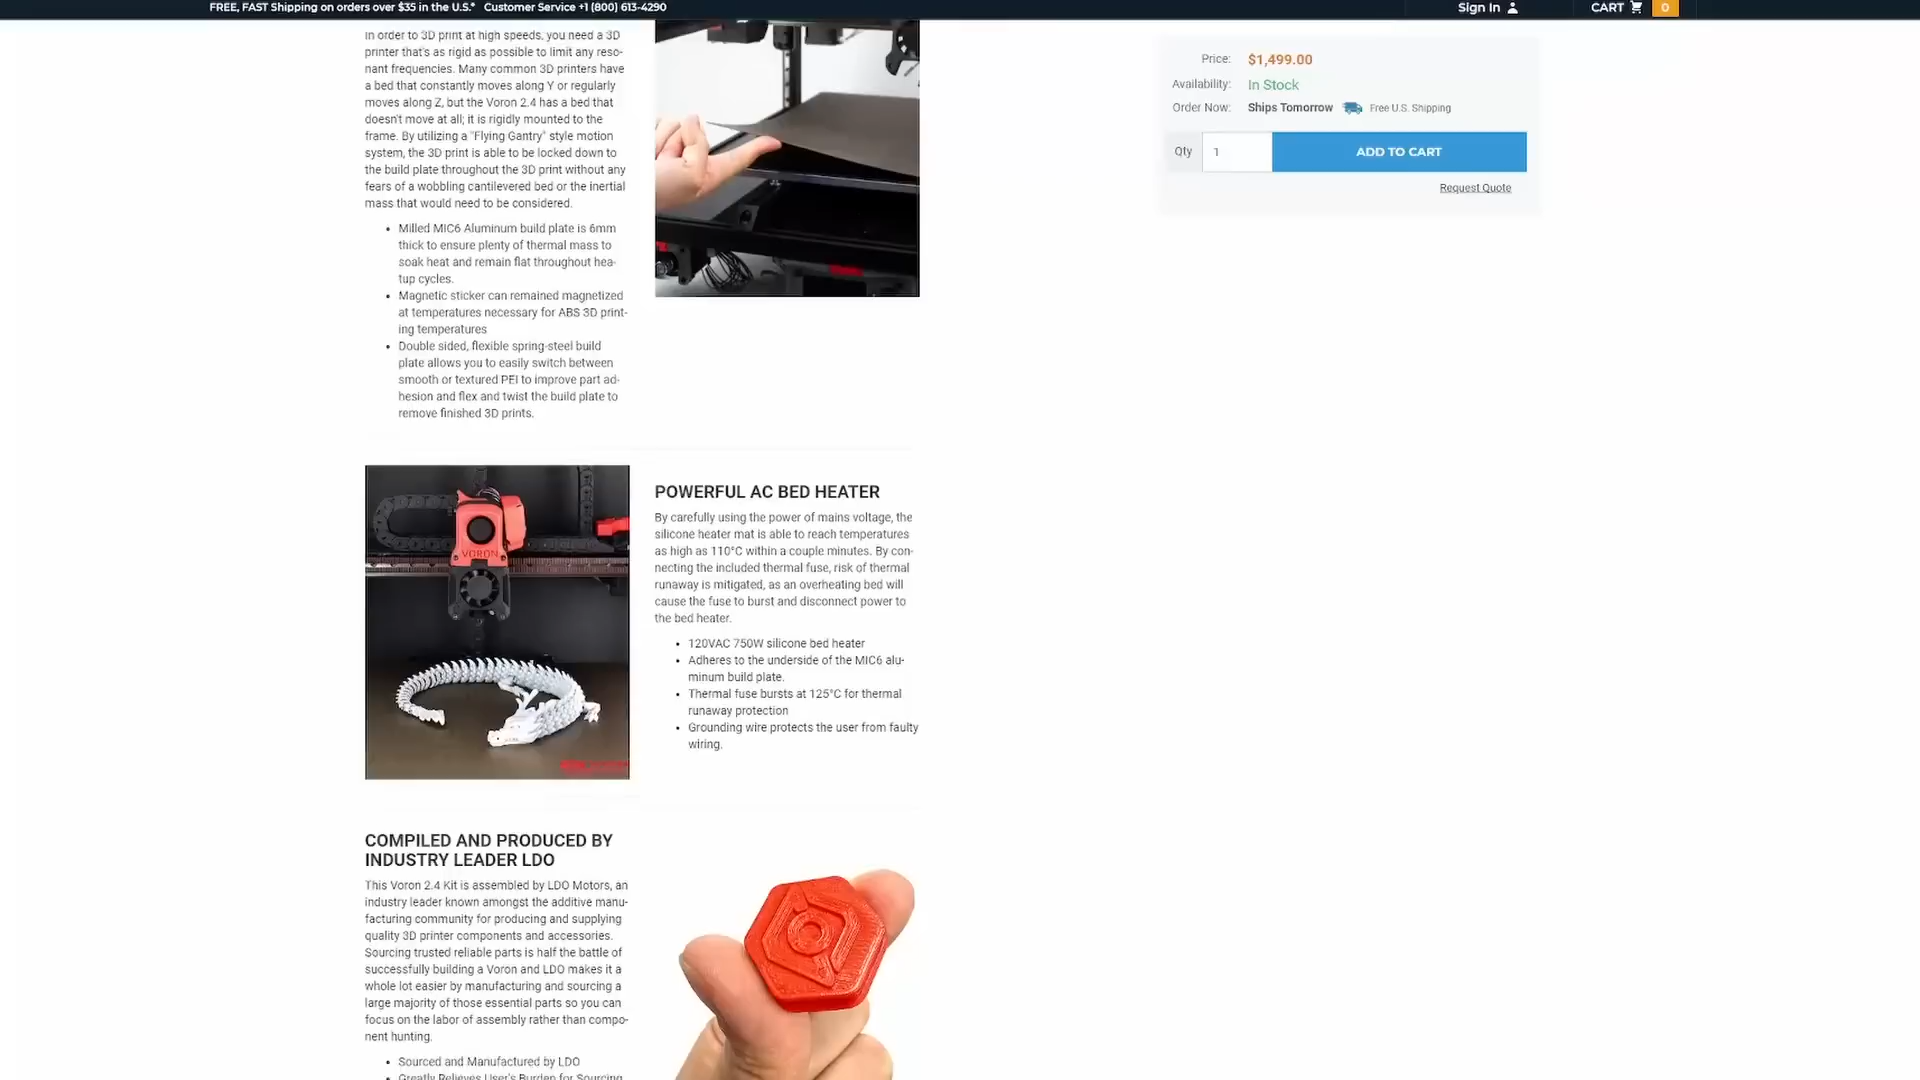 FREE, FAST Shipping on orders over $35 in the U.S.* Customer Service +1 (800) 613-4290
Sign In
CART 0
in order to 3D print at high speeds, you need a 3D
printer that's as rigid as possible to limit any reso-
nant frequencies. Many common 3D printers have
a bed that constantly moves along Y or regularly
moves along Z, but the Voron 2.4 has a bed that
doesn't move at all; it is rigidly mounted to the
frame. By utilizing a "Flying Gantry" style motion
system, the 3D print is able to be locked down to
the build plate throughout the 3D print without any
fears of a wobbling cantilevered bed or the inertial
mass that would need to be considered.
• Milled MIC6 Aluminum build plate is 6mm
thick to ensure plenty of thermal mass to
soak heat and remain flat throughout hea-
tup cycles.
• Magnetic sticker can remained magnetized
at temperatures necessary for ABS 3D print-
ing temperatures
• Double sided, flexible spring-steel build
plate allows you to easily switch between
smooth or textured PEI to improve part ad-
hesion and flex and twist the build plate to
remove finished 3D prints.
Price: $1,499.00
Availability: In Stock
Order Now: Ships Tomorrow Free U.S. Shipping
Qty 1 ADD TO CART
Request Quote
VORON
POWERFUL AC BED HEATER
By carefully using the power of mains voltage, the
silicone heater mat is able to reach temperatures
as high as 110°C within a couple minutes. By con-
necting the included thermal fuse, risk of thermal
runaway is mitigated, as an overheating bed will
cause the fuse to burst and disconnect power to
the bed heater.
• 120VAC 750W silicone bed heater
• Adheres to the underside of the MIC6 alu-
minum build plate.
• Thermal fuse bursts at 125°C for thermal
runaway protection
• Grounding wire protects the user from faulty
wiring.
COMPILED AND PRODUCED BY
INDUSTRY LEADER LDO
This Voron 2.4 Kit is assembled by LDO Motors, an
industry leader known amongst the additive manu-
facturing community for producing and supplying
quality 3D printer components and accessories.
Sourcing trusted reliable parts is half the battle of
successfully building a Voron and LDO makes it a
whole lot easier by manufacturing and sourcing a
large majority of those essential parts so you can
focus on the labor of assembly rather than compo-
nent hunting.
• Sourced and Manufactured by LDO
• Greatly Relieves User's Burden for Sourcing